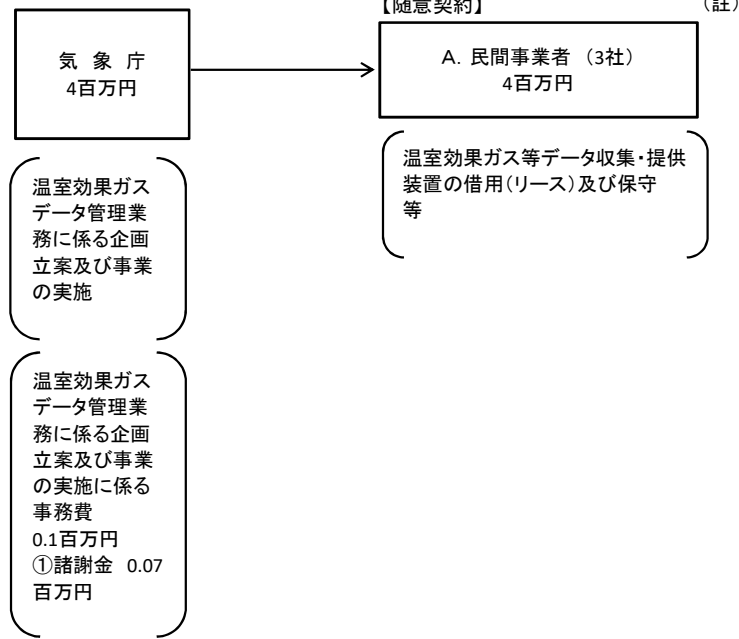 【随意契約】 （註）
気 象 庁
4百万円
A. 民間事業者 （3社）
4百万円
温室効果ガス
データ管理業
務に係る企画
立案及び事業
の実施
温室効果ガス等データ収集・提供
装置の借用（リース）及び保守
等
温室効果ガス
データ管理業
務に係る企画
立案及び事業
の実施に係る
事務費
0.1百万円
①諸謝金 0.07
百万円